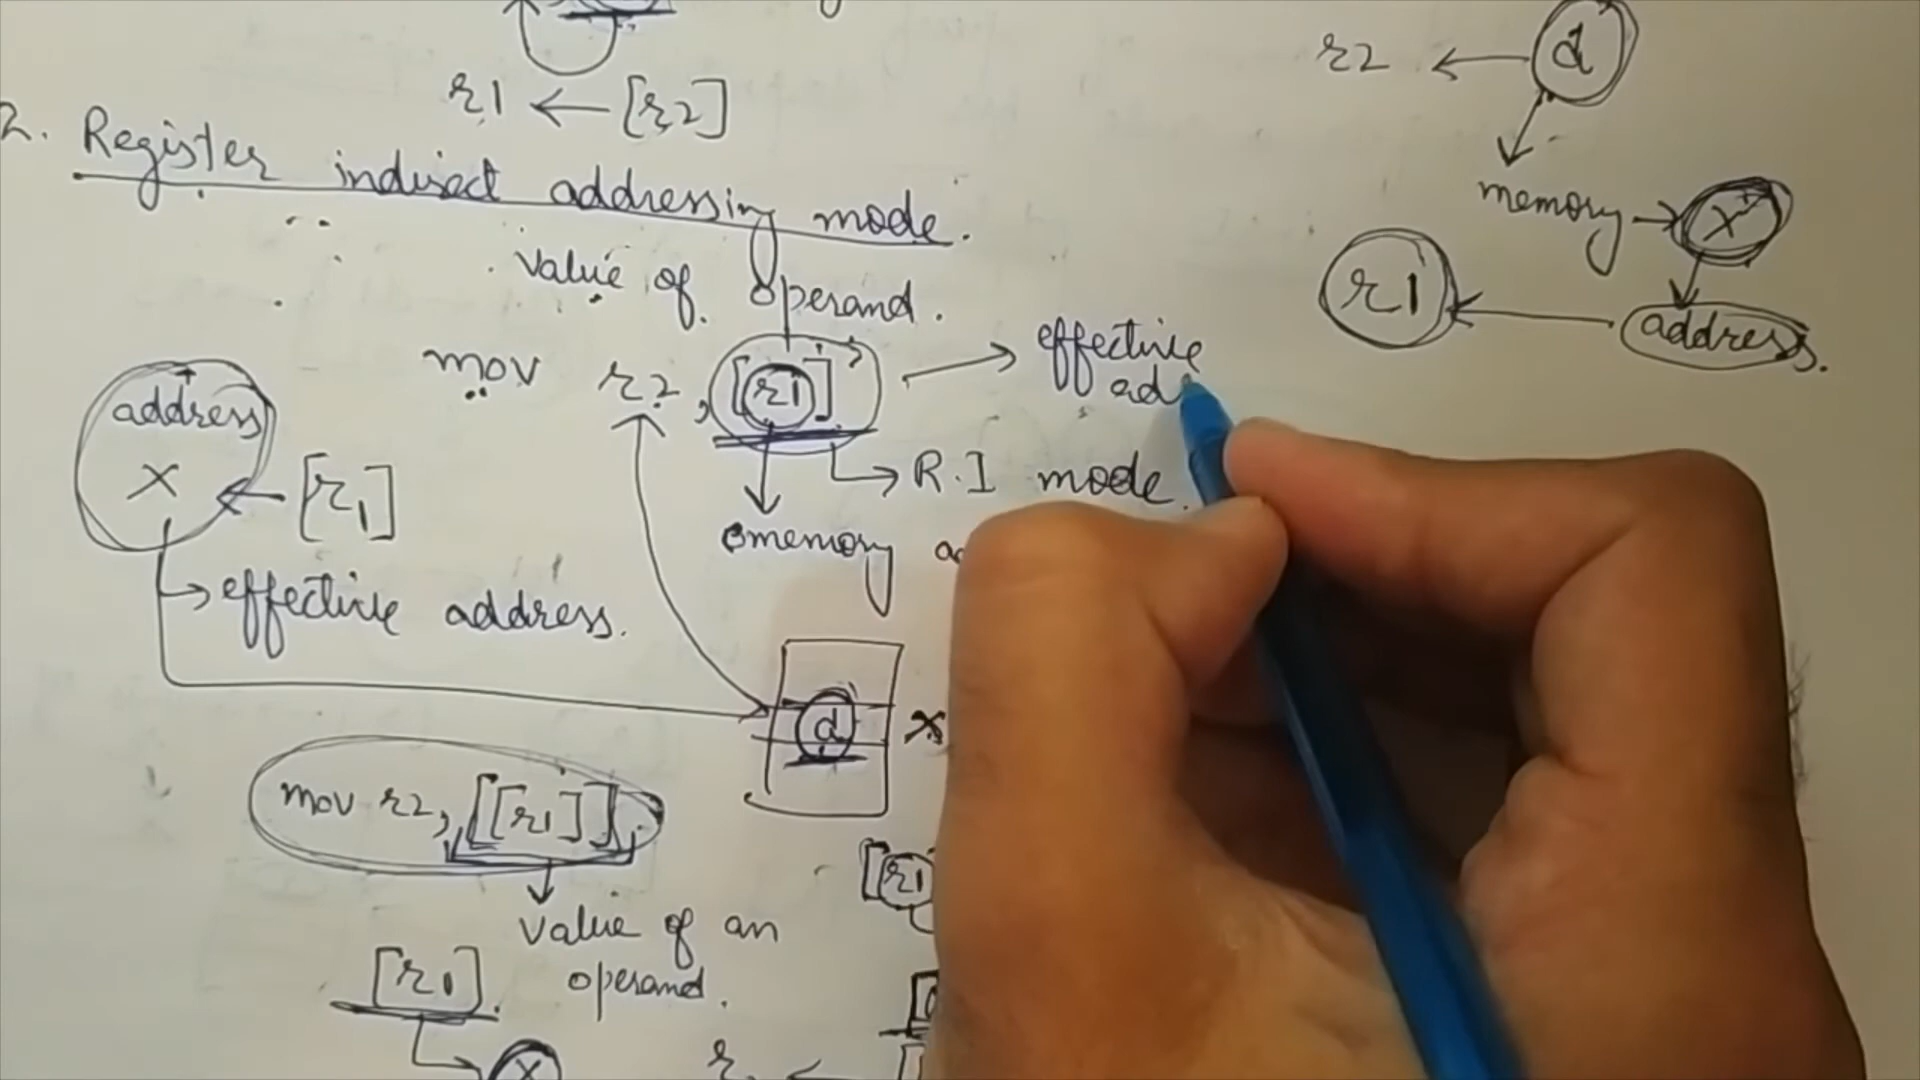 r1 ← [r2]
2. Register indirect addressing mode.
value of operand.
mov r2, [r1] → effective
ad
R.I mode.
memory
address
X ← [r1]
effective address.
d X
mov r2, [[r1]]
value of an
operand.
[r1].
X
[r1
r2 ← d
memory → X
r1 ← address.